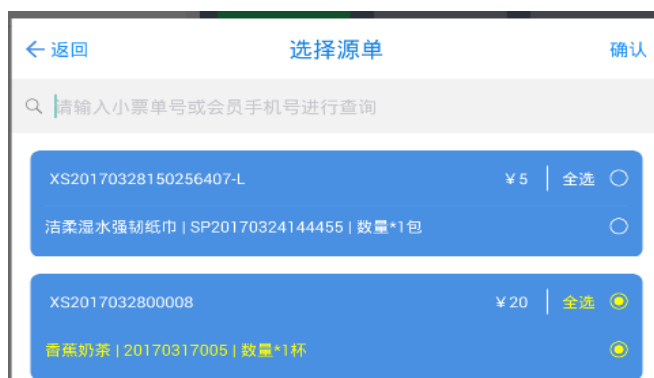 返回 选择源单 确认
请输入小票单号或会员手机号进行查询
XS20170328150256407-L ￥5 全选
洁柔湿水强韧纸巾 | SP20170324144455 | 数量*1包
XS2017032800008 ￥20 全选
香蕉奶茶 | 20170317005 | 数量*1杯